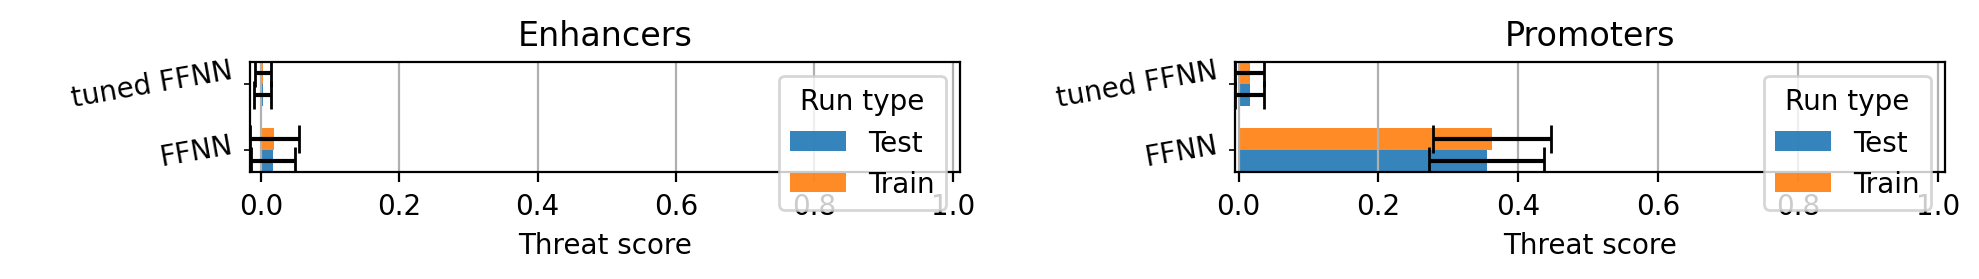 Enhancers
tuned FFNN
FFNN
Run type
Test
Train
0.0 0.2 0.4 0.6 0.8 1.0
Threat score
Promoters
tuned FFNN
FFNN
Run type
Test
Train
0.0 0.2 0.4 0.6 0.8 1.0
Threat score